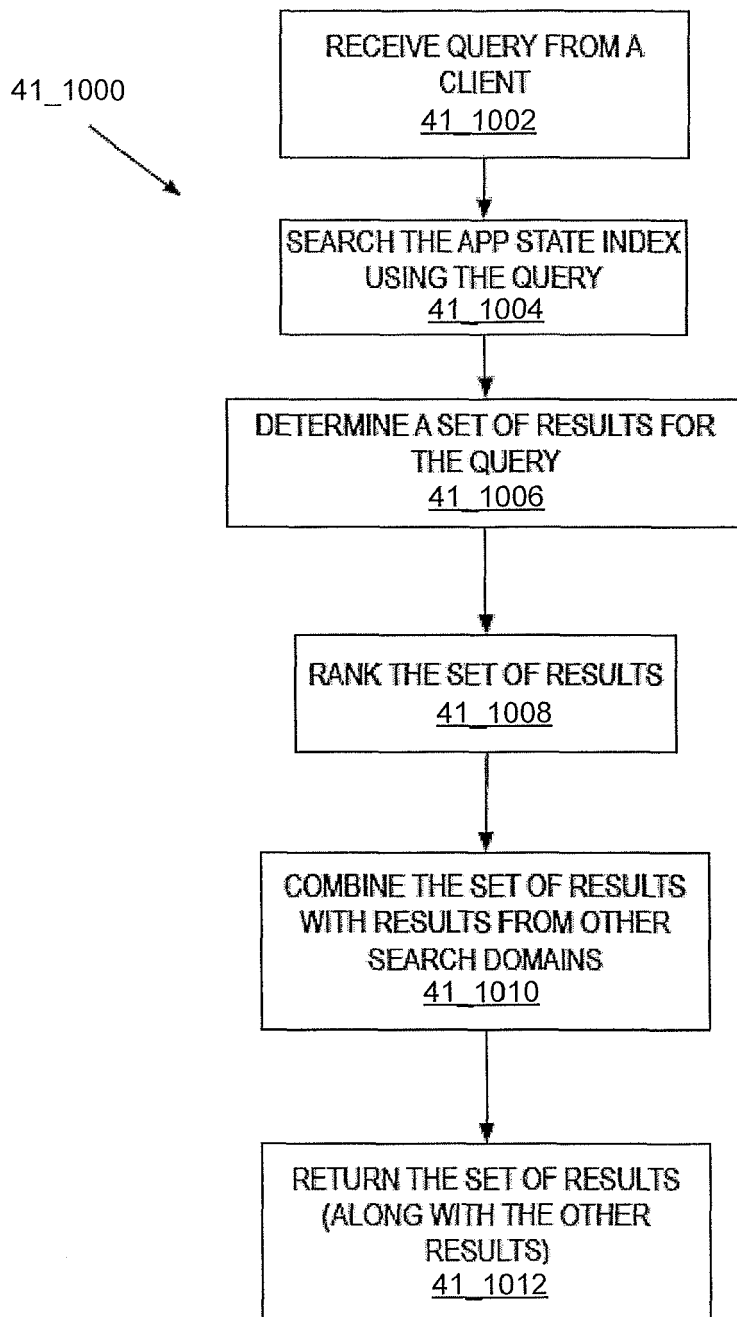 RECEIVE QUERY FROM A
CLIENT
41_1002
41_1000
SEARCH THE APP STATE INDEX
USING THE QUERY
41_1004
DETERMINE A SET OF RESULTS FOR
THE QUERY
41_1006
RANK THE SET OF RESULTS
41_1008
COMBINE THE SET OF RESULTS
WITH RESULTS FROM OTHER
SEARCH DOMAINS
41_1010
RETURN THE SET OF RESULTS
(ALONG WITH THE OTHER
RESULTS)
41_1012